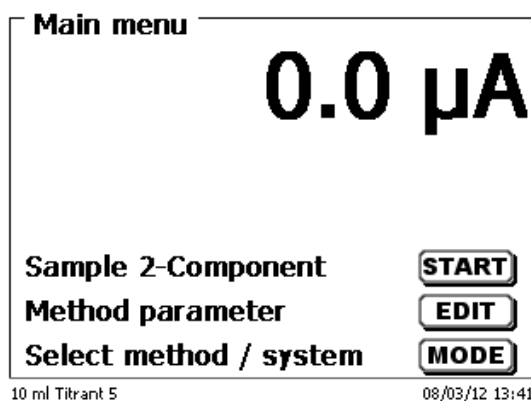 Main menu
0.0 µA
Sample 2-Component START
Method parameter EDIT
Select method / system MODE
10 ml Titrant 5 08/03/12 13:41